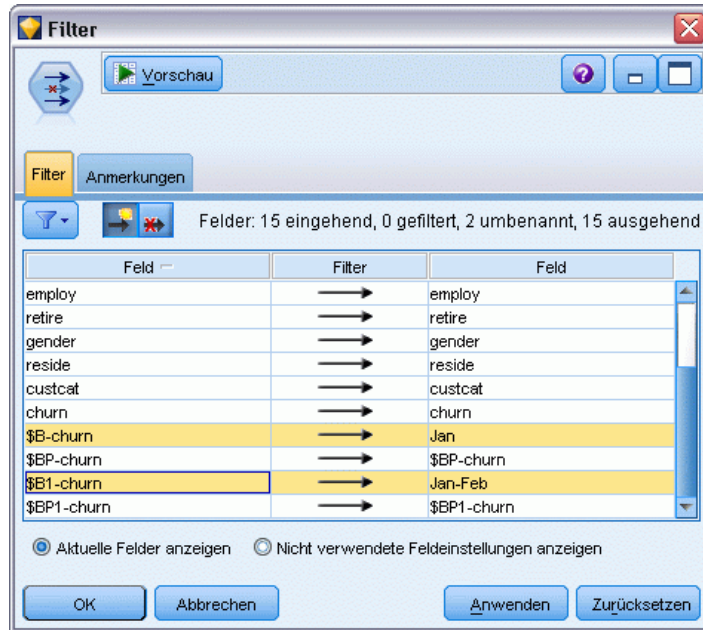 Filter
Vorschau
Filter Anmerkungen
Felder: 15 eingehend, 0 gefiltert, 2 umbenannt, 15 ausgehend
Feld Filter Feld
employ employ
retire retire
gender gender
reside reside
custcat custcat
churn churn
$B-churn Jan
$BP-churn $BP-churn
$B1-churn Jan-Feb
$BP1-churn $BP1-churn
Aktuelle Felder anzeigen Nicht verwendete Feldeinstellungen anzeigen
OK Abbrechen Anwenden Zurücksetzen